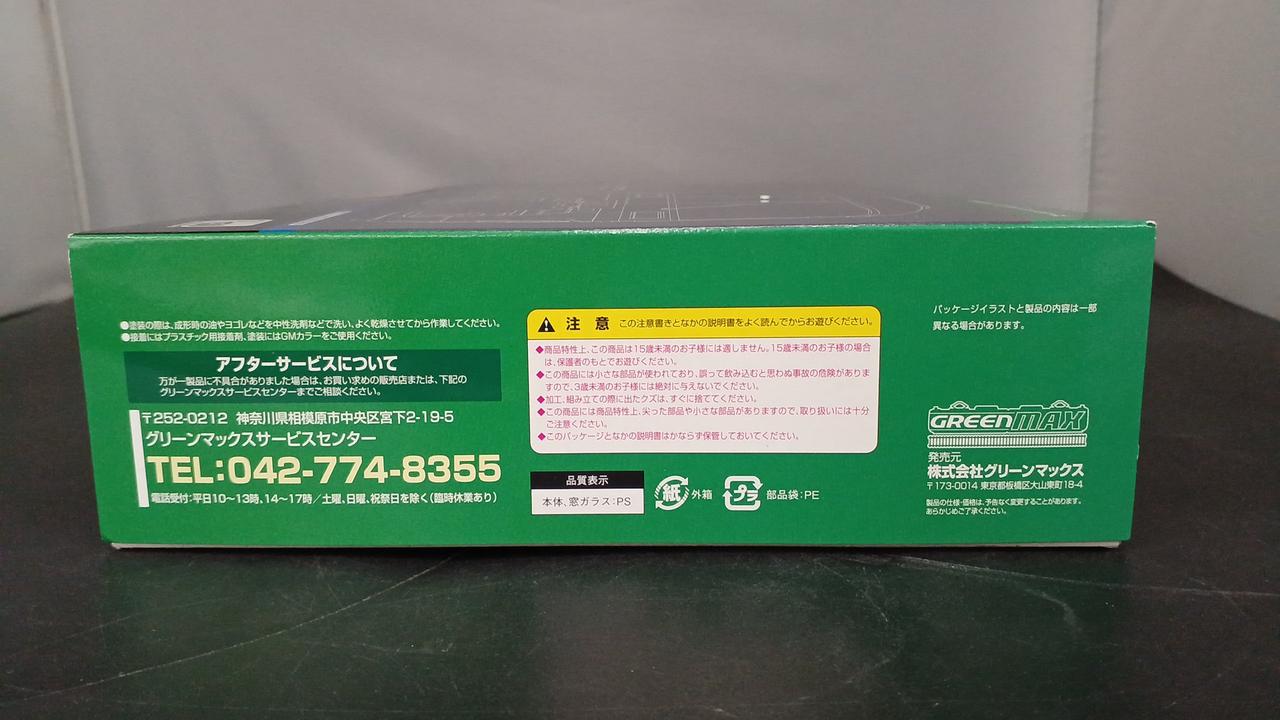 ●塗装の際は、成形時の油やヨゴレなどを中性洗剤などで洗い、よく乾燥させてから作業してください。
●接着にはプラスチック用接着剤、塗装にはGMカラーをご使用ください。
アフターサービスについて
万が一製品に不具合がありました場合は、お買い求めの販売店または、下記の
グリーンマックスサービスセンターまでご相談ください。
〒252-0212 神奈川県相模原市中央区宮下2-19-5
グリーンマックスサービスセンター
TEL:042-774-8355
電話受付:平日10〜13時、14〜17時/土曜、日曜、祝祭日を除く(臨時休業あり)
注 意 この注意書きとなかの説明書をよく読んでからお遊びください。
◆商品特性上、この商品は15歳未満のお子様には適しません。15歳未満のお子様の場合
は、保護者のもとでお遊びください。
◆この商品には小さな部品が使われており、誤って飲み込むと思わぬ事故の危険がありま
すので、3歳未満のお子様には絶対に与えないでください。
◆加工、組み立ての際に出たクズは、すぐに捨ててください。
◆この商品には商品特性上、尖った部品や小さな部品がありますので、取り扱いには十分
ご注意ください。
◆このパッケージとなかの説明書はかならず保管しておいてください。
品質表示
本体、窓ガラス:PS
紙 外箱
プラ 部品袋:PE
パッケージイラストと製品の内容は一部
異なる場合があります。
GREENMAX
発売元
株式会社グリーンマックス
〒173-0014 東京都板橋区大山東町18-4
製品の仕様・価格は、予告なく変更することがあります。
あらかじめご了承ください。